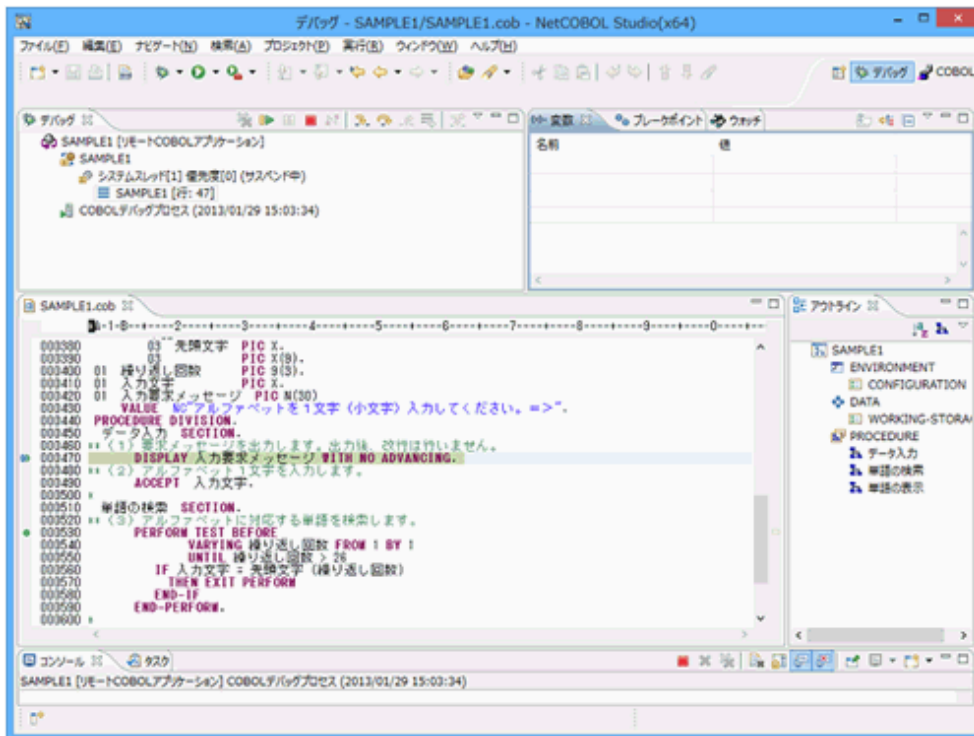 デバッグ - SAMPLE1/SAMPLE1.cob - NetCOBOL Studio(x64)
ファイル(F) 編集(E) ナビゲート(N) 検索(A) プロジェクト(P) 実行(R) ウィンドウ(W) ヘルプ(H)
デバッグ COBOL
デバッグ
SAMPLE1 [リモートCOBOLアプリケーション]
SAMPLE1
システムスレッド[1] 優先度[0] (サスペンド中)
SAMPLE1 [行: 47]
COBOLデバッグプロセス (2013/01/29 15:03:34)
変数 ブレークポイント ウォッチ
名前 値
SAMPLE1.cob
-1-B--+----2----+----3----+----4----+----5----+----6----+----7----+----8----+----9----+----0----+--
003380 03 先頭文字 PIC X.
003390 03 PIC X(9).
003400 01 繰り返し回数 PIC 9(3).
003410 01 入力文字 PIC X.
003420 01 入力要求メッセージ PIC N(30)
003430 VALUE NC"アルファベットを1文字（小文字）入力してください。=>".
003440 PROCEDURE DIVISION.
003450 データ入力 SECTION.
003460 ** （1）要求メッセージを出力します。出力後、改行は行いません。
003470 DISPLAY 入力要求メッセージ WITH NO ADVANCING.
003480 ** （2）アルファベット1文字を入力します。
003490 ACCEPT 入力文字.
003500 *
003510 単語の検索 SECTION.
003520 ** （3）アルファベットに対応する単語を検索します。
003530 PERFORM TEST BEFORE
003540 VARYING 繰り返し回数 FROM 1 BY 1
003550 UNTIL 繰り返し回数 > 26
003560 IF 入力文字 = 先頭文字（繰り返し回数）
003570 THEN EXIT PERFORM
003580 END-IF
003590 END-PERFORM.
003600 *
アウトライン
SAMPLE1
ENVIRONMENT
CONFIGURATION
DATA
WORKING-STORA
PROCEDURE
データ入力
単語の検索
単語の表示
コンソール タスク
SAMPLE1 [リモートCOBOLアプリケーション] COBOLデバッグプロセス (2013/01/29 15:03:34)